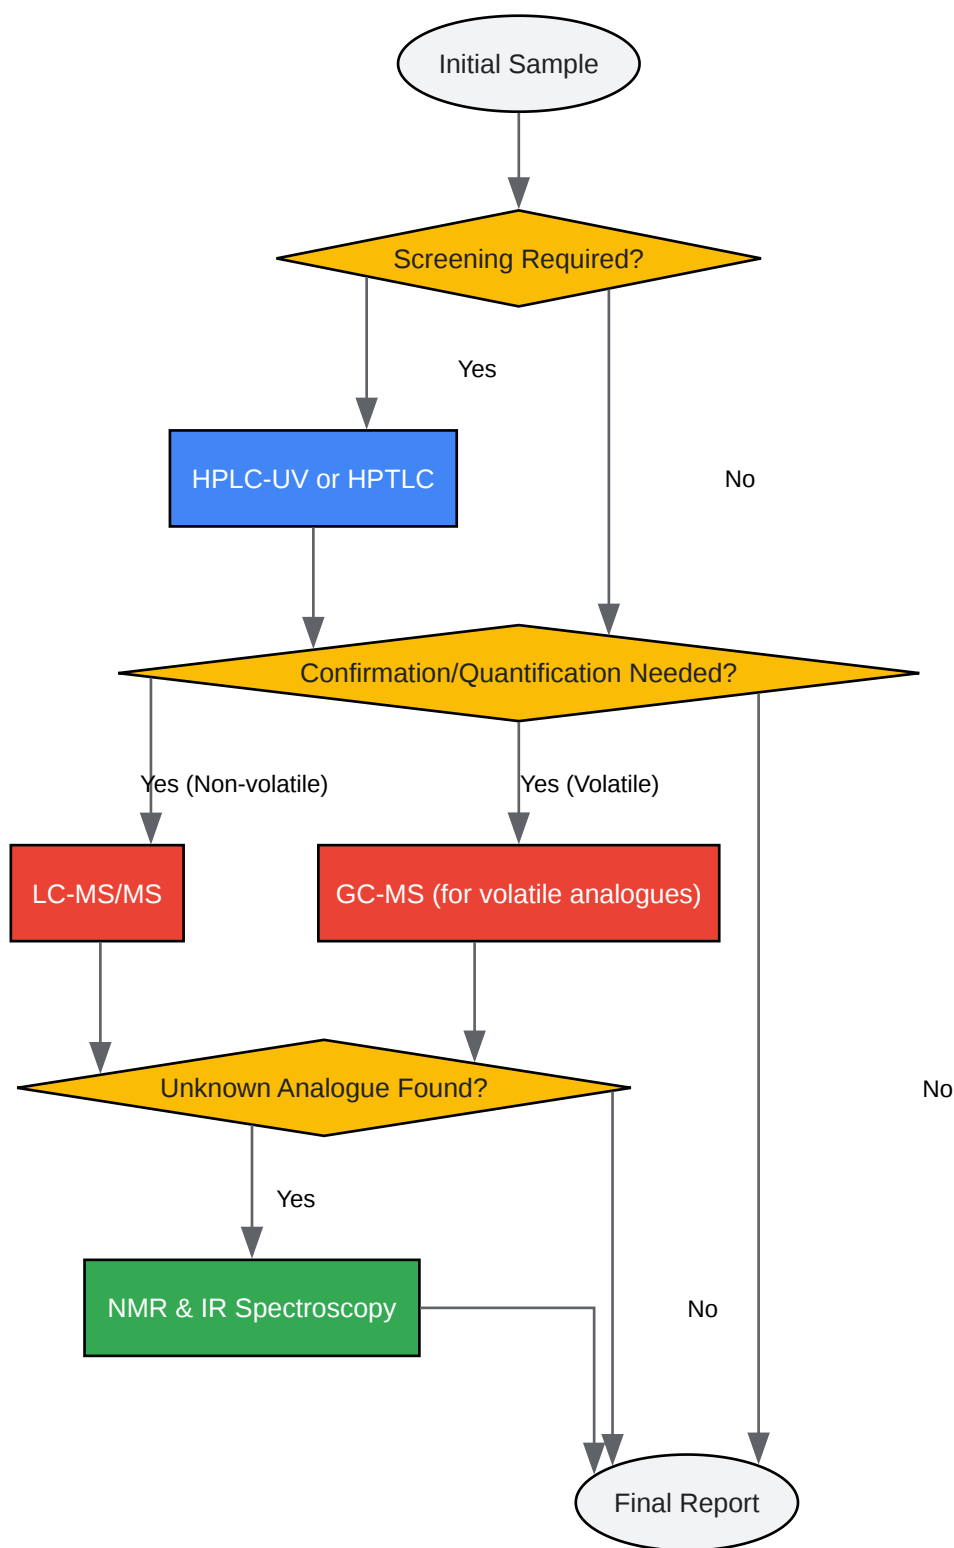 Initial Sample
Screening Required?
Yes
HPLC-UV or HPTLC
No
Confirmation/Quantification Needed?
Yes (Non-volatile)
Yes (Volatile)
LC-MS/MS
GC-MS (for volatile analogues)
Unknown Analogue Found?
No
Yes
NMR & IR Spectroscopy
No
Final Report